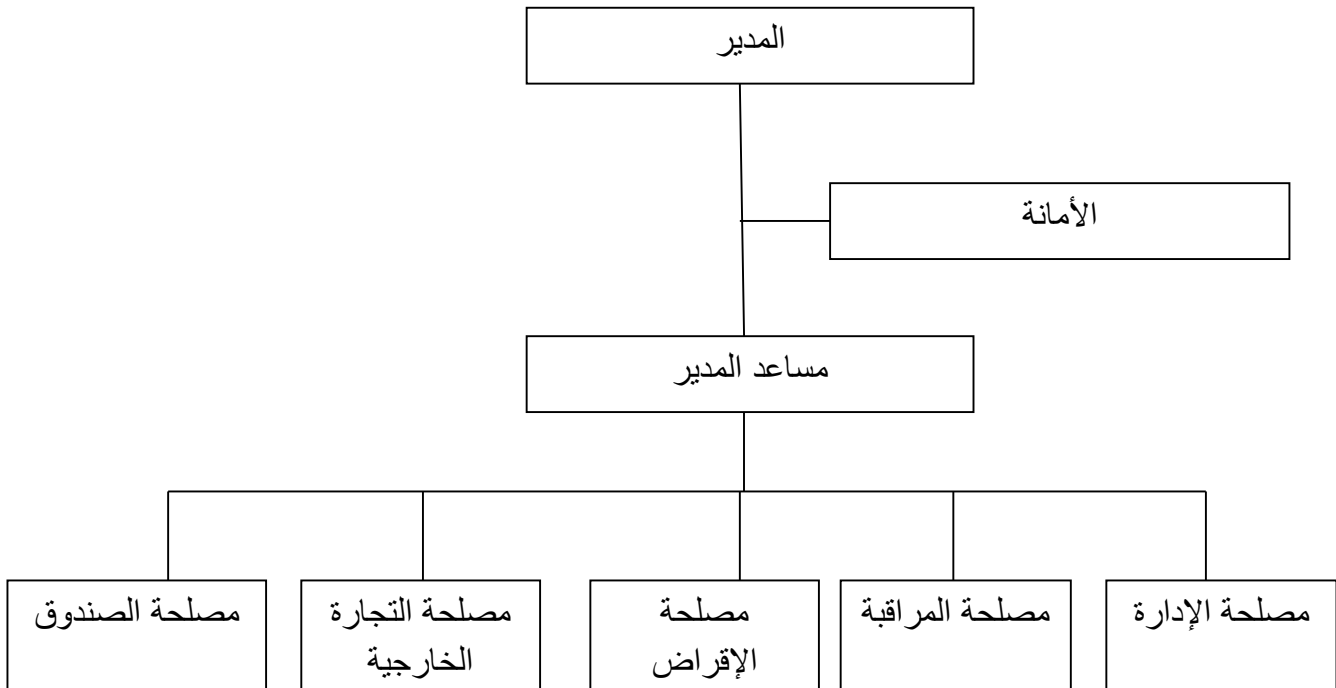 المدير
الأمانة
مساعد المدير
مصلحة الإدارة
مصلحة المراقبة
مصلحة
الإقراض
مصلحة التجارة
الخارجية
مصلحة الصندوق